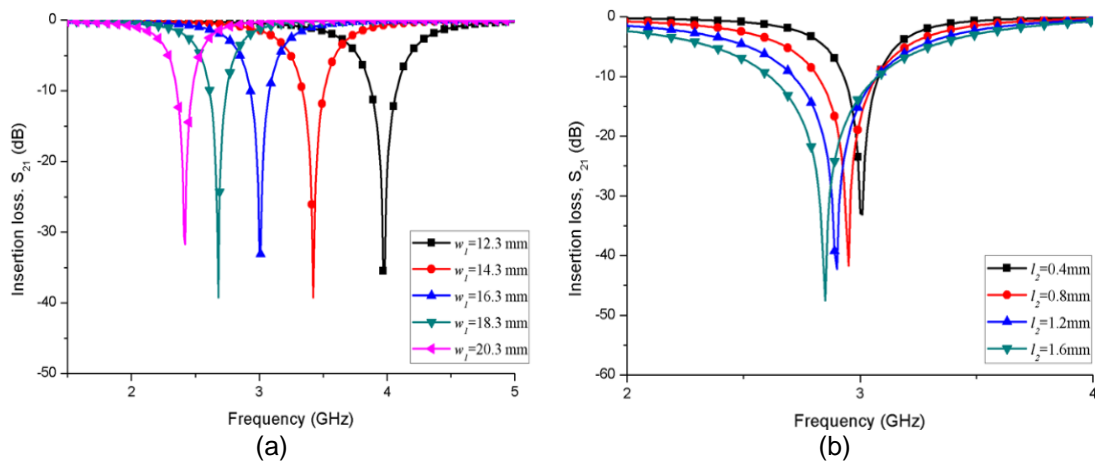 0
-10
-20
-30
-40
-50
Insertion loss. S21 (dB)
w1=12.3 mm
w1=14.3 mm
w1=16.3 mm
w1=18.3 mm
w1=20.3 mm
2 3 4 5
Frequency (GHz)
(a)
0
-10
-20
-30
-40
-50
-60
Insertion loss, S21 (dB)
l2=0.4mm
l2=0.8mm
l2=1.2mm
l2=1.6mm
2 3 4
Frequency (GHz)
(b)